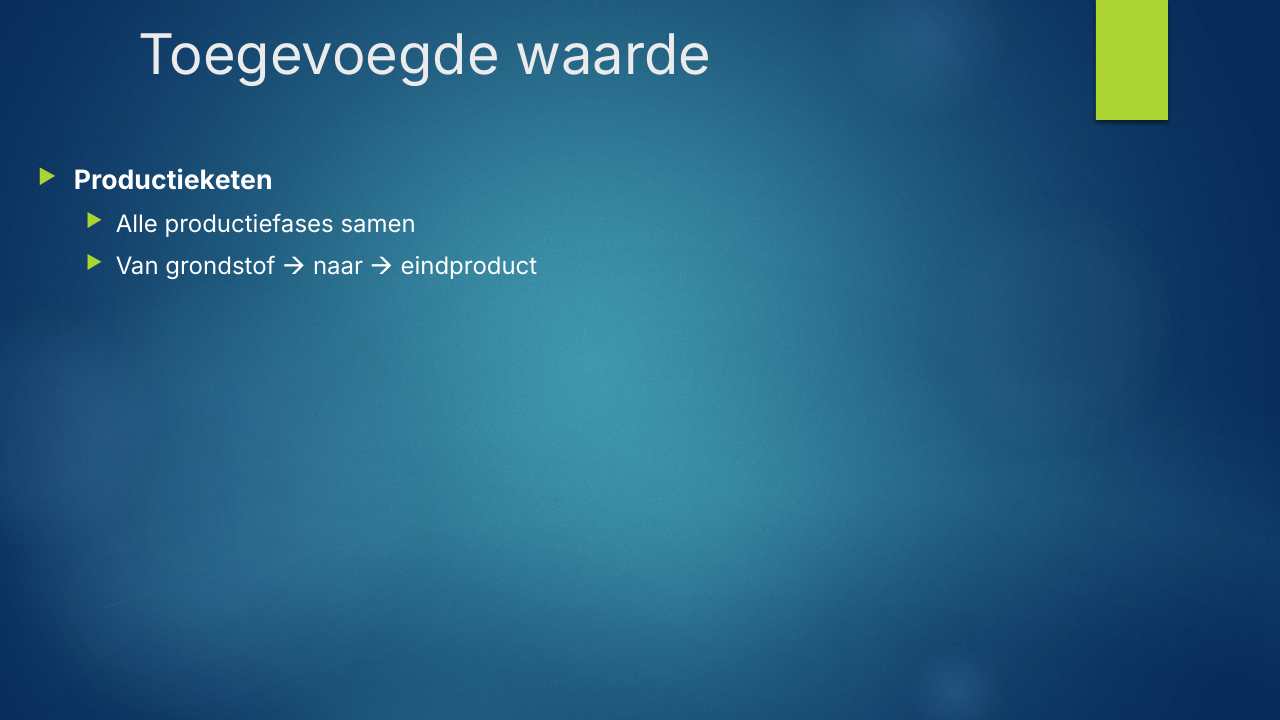 Toegevoegde waarde
Productieketen
Alle productiefases samen
Van grondstof → naar → eindproduct